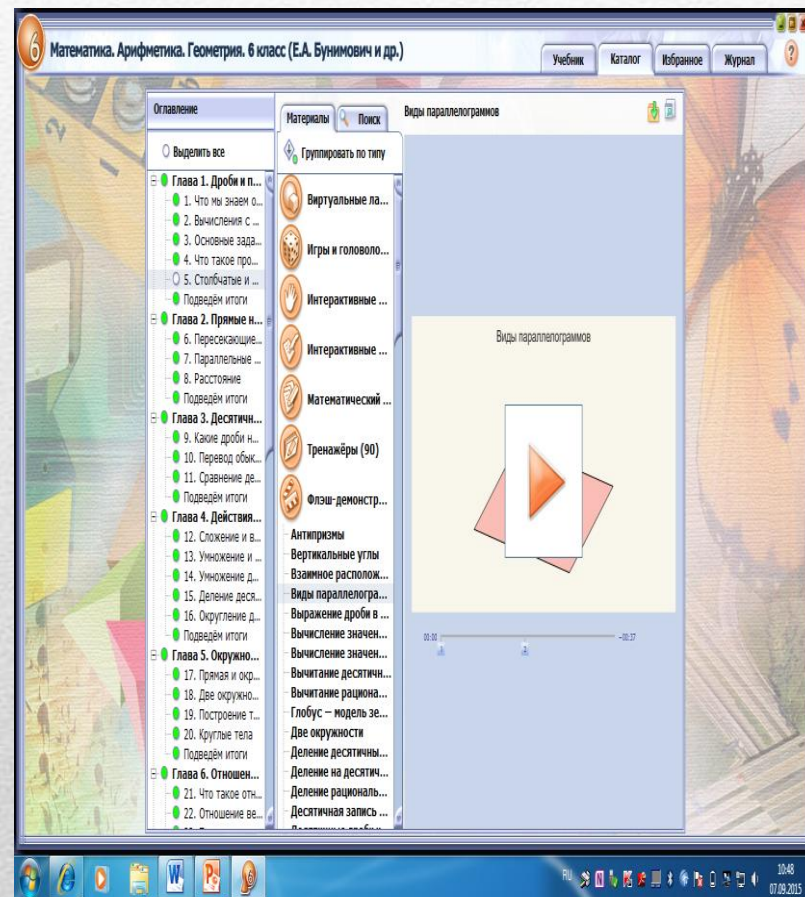 6
Математика. Арифметика. Геометрия. 6 класс (Е.А. Бунимович и др.)
Учебник
Каталог
Избранное
Журнал
?
Оглавление
Выделить все
Глава 1. Дроби и п...
1. Что мы знаем о...
2. Вычисления с ...
3. Основные зада...
4. Что такое про...
5. Столбчатые и ...
Подведём итоги
Глава 2. Прямые н...
6. Пересекающие...
7. Параллельные ...
8. Расстояние
Подведём итоги
Глава 3. Десятичн...
9. Какие дроби н...
10. Перевод обык...
11. Сравнение де...
Подведём итоги
Глава 4. Действия...
12. Сложение и в...
13. Умножение и ...
14. Умножение д...
15. Деление деся...
16. Округление д...
Подведём итоги
Глава 5. Окружно...
17. Прямая и окр...
18. Две окружно...
19. Построение т...
20. Круглые тела
Подведём итоги
Глава 6. Отношен...
21. Что такое отн...
22. Отношение ве...
Материалы
Поиск
Группировать по типу
Виртуальные ла...
Игры и головоло...
Интерактивные ...
Интерактивные ...
Математический ...
Тренажёры (90)
Флэш-демонстр...
Антипризмы
Вертикальные углы
Взаимное располож...
Виды параллелогра...
Выражение дроби в ...
Вычисление значен...
Вычисление значен...
Вычитание десятичн...
Вычитание рациона...
Глобус — модель зе...
Две окружности
Деление десятичны...
Деление на десятич...
Деление рациональ...
Десятичная запись ...
Виды параллелограммов
Виды параллелограммов
00:00
-00:37
1
2
RU
10:48
07.09.2015